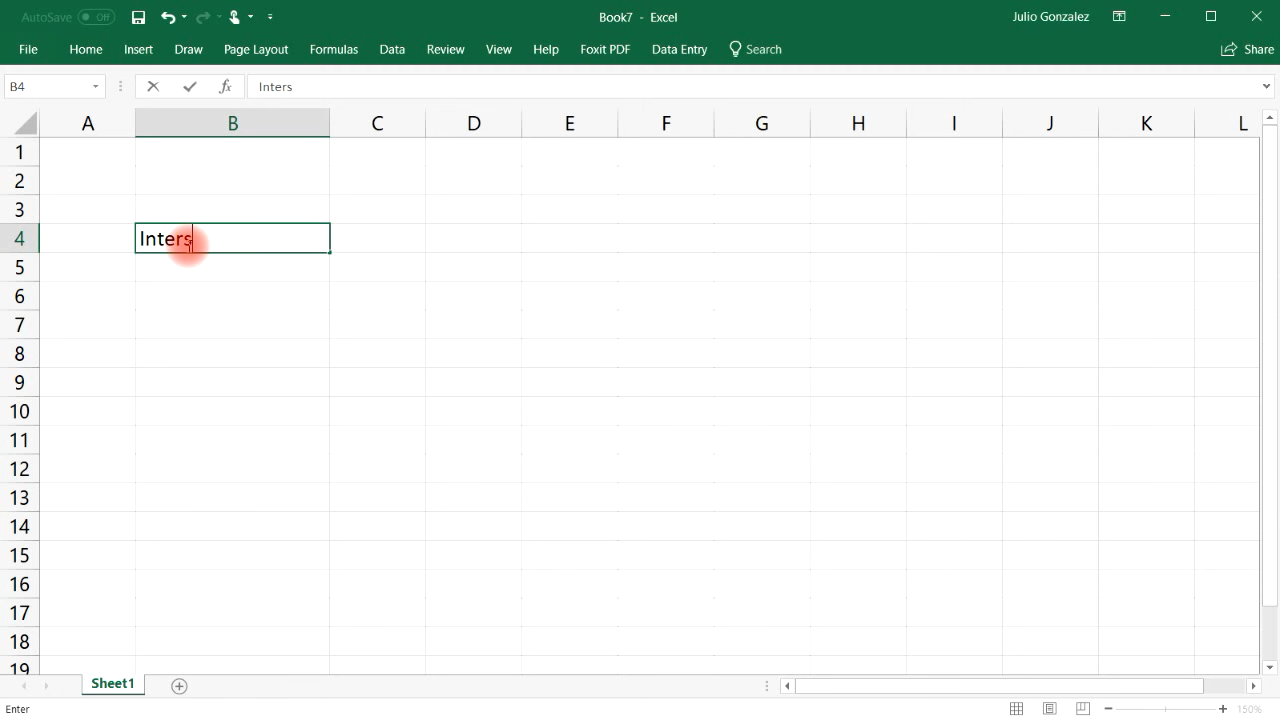 AutoSave Off Book7 - Excel Julio Gonzalez
File Home Insert Draw Page Layout Formulas Data Review View Help Foxit PDF Data Entry Search Share
B4 fx Inters
A B C D E F G H I J K L
1
2
3
4 Inters
5
6
7
8
9
10
11
12
13
14
15
16
17
18
19
Sheet1
Enter 150%